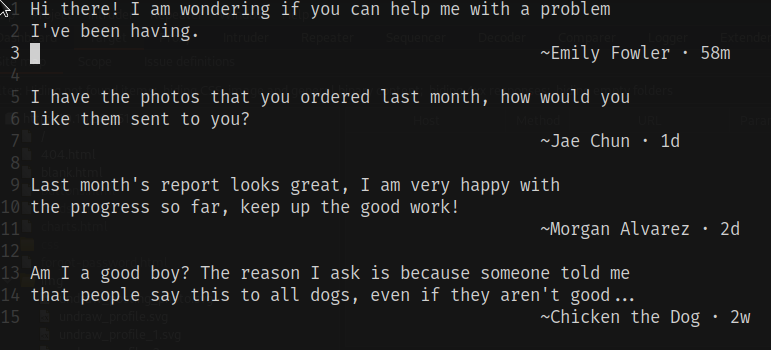 1 Hi there! I am wondering if you can help me with a problem
2 I've been having.
3 ~Emily Fowler · 58m
4
5 I have the photos that you ordered last month, how would you
6 like them sent to you?
7 ~Jae Chun · 1d
8
9 Last month's report looks great, I am very happy with
10 the progress so far, keep up the good work!
11 ~Morgan Alvarez · 2d
12
13 Am I a good boy? The reason I ask is because someone told me
14 that people say this to all dogs, even if they aren't good...
15 ~Chicken the Dog · 2w